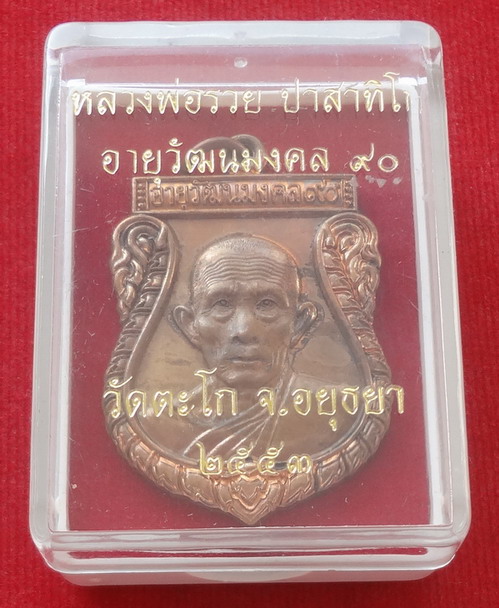 หลวงพ่อรวย ปาสาทิโก
อายุวัฒนมงคล ๙๐
อายุวัฒนมงคล๙๐
วัดตะโก จ.อยุธยา
๒๕๕๓